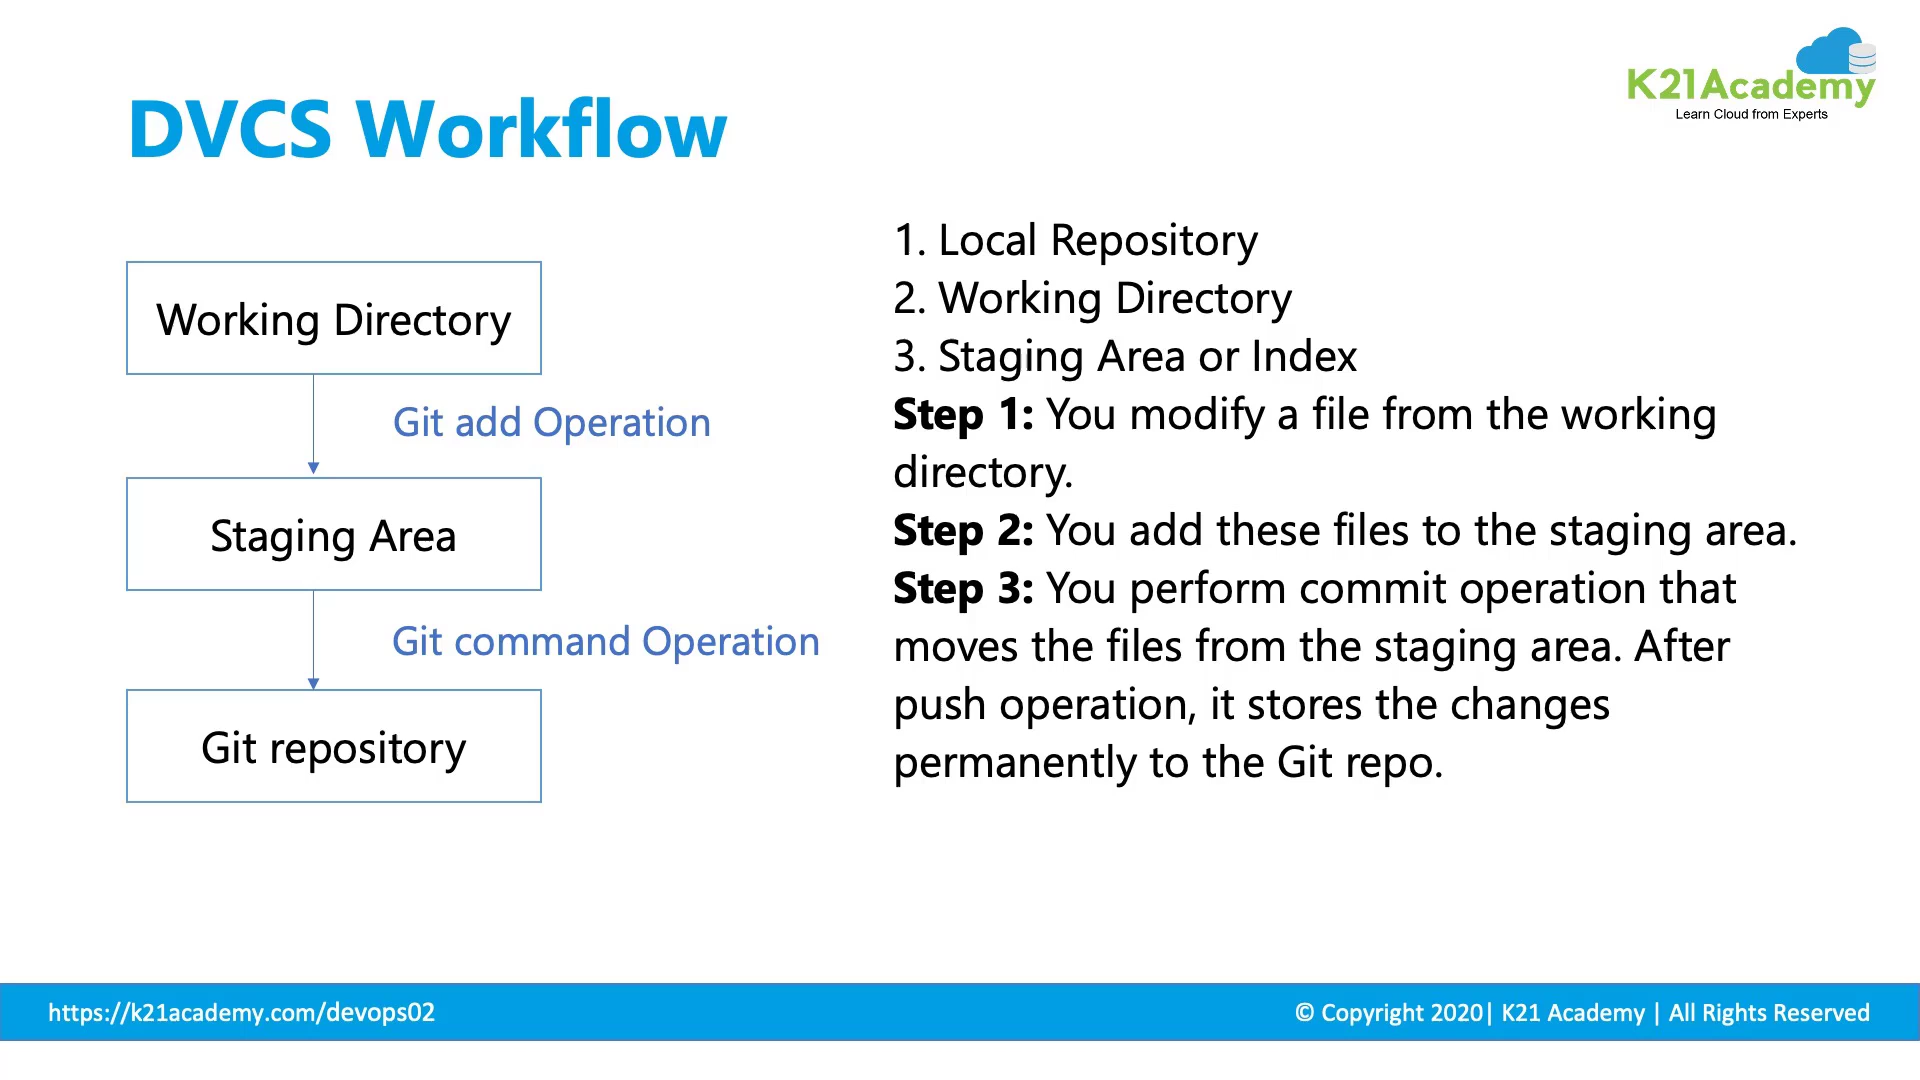 K21Academy
Learn Cloud from Experts
DVCS Workflow
Working Directory
Git add Operation
Staging Area
Git command Operation
Git repository
1. Local Repository
2. Working Directory
3. Staging Area or Index
Step 1: You modify a file from the working
directory.
Step 2: You add these files to the staging area.
Step 3: You perform commit operation that
moves the files from the staging area. After
push operation, it stores the changes
permanently to the Git repo.
https://k21academy.com/devops02
© Copyright 2020| K21 Academy | All Rights Reserved